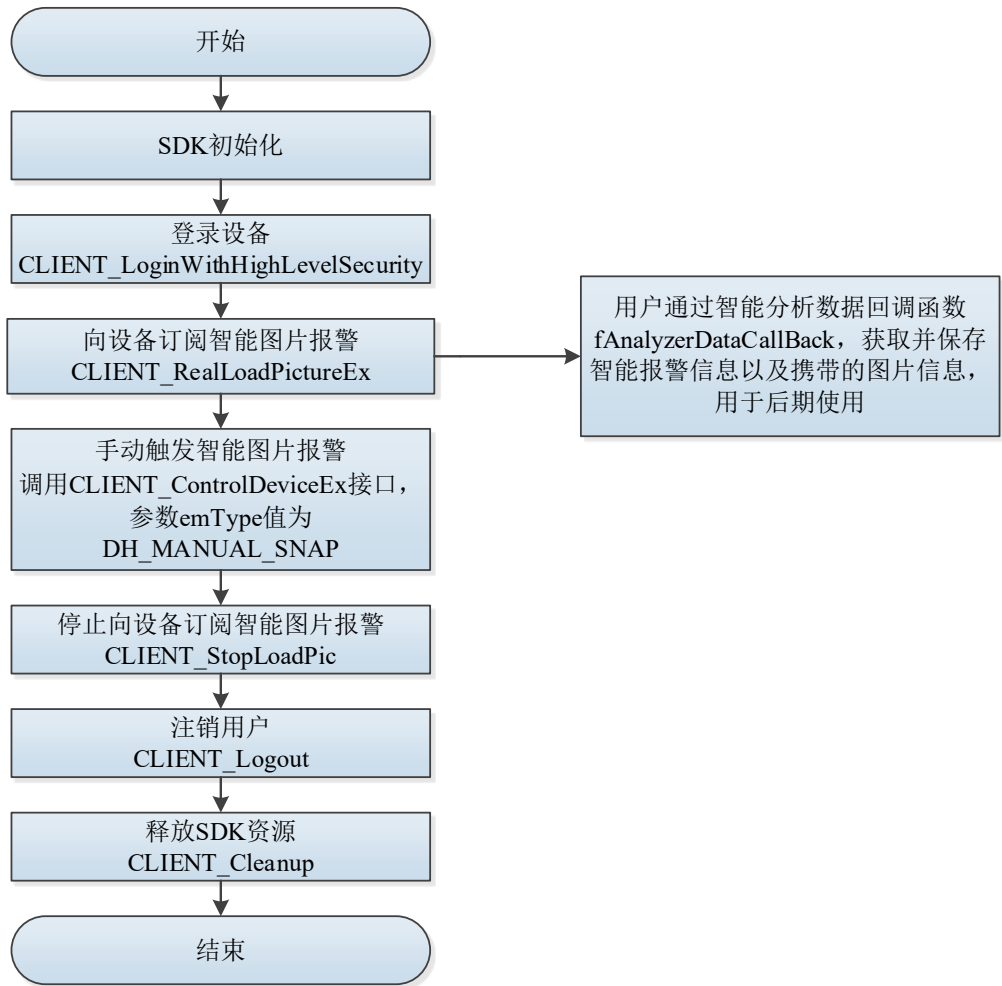 开始
SDK初始化
登录设备
CLIENT_LoginWithHighLevelSecurity
向设备订阅智能图片报警
CLIENT_RealLoadPictureEx
用户通过智能分析数据回调函数
fAnalyzerDataCallBack，获取并保存
智能报警信息以及携带的图片信息，
用于后期使用
手动触发智能图片报警
调用CLIENT_ControlDeviceEx接口，
参数emType值为
DH_MANUAL_SNAP
停止向设备订阅智能图片报警
CLIENT_StopLoadPic
注销用户
CLIENT_Logout
释放SDK资源
CLIENT_Cleanup
结束